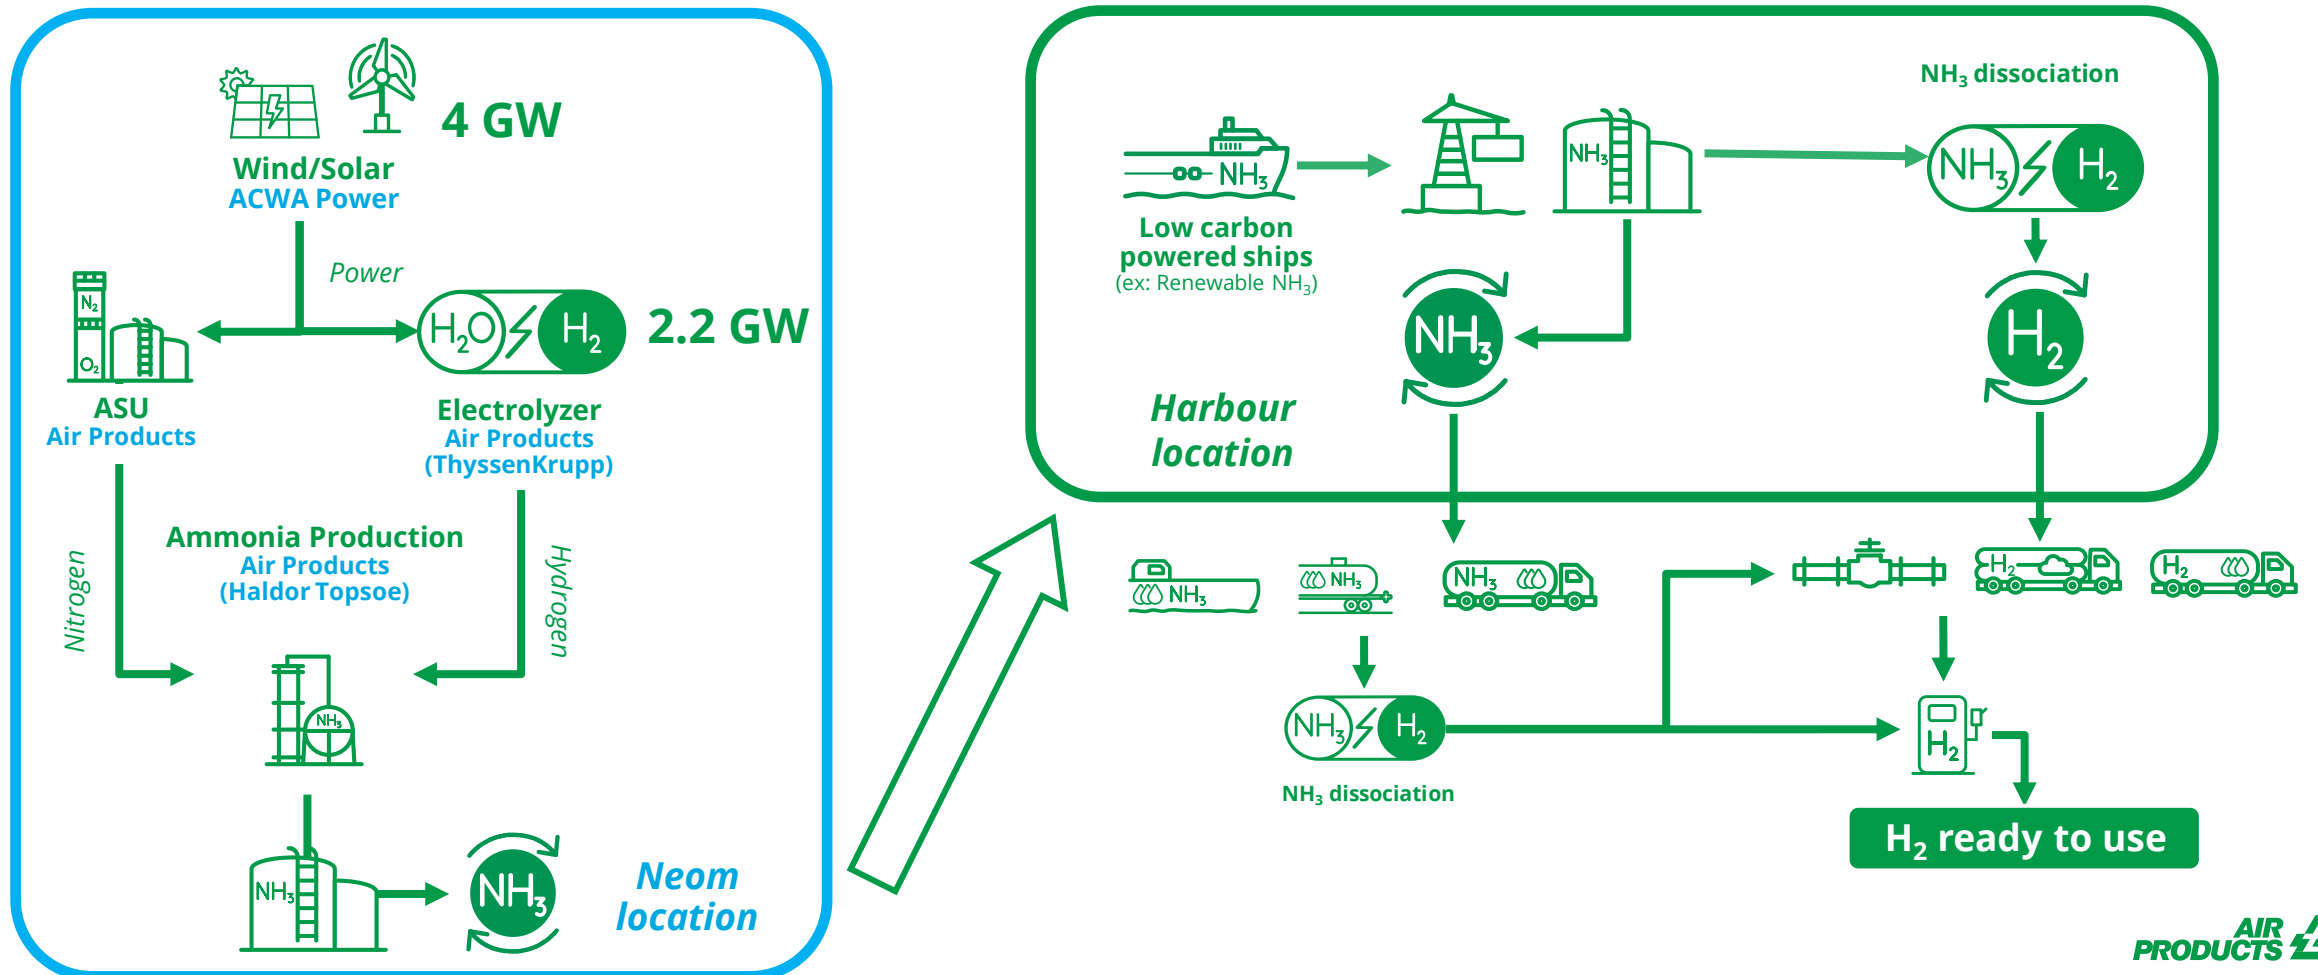 4 GW
Wind/Solar
ACWA Power
Power
N₂
O₂
H₂O
H₂
2.2 GW
ASU
Air Products
Electrolyzer
Air Products
(ThyssenKrupp)
Nitrogen
Hydrogen
Ammonia Production
Air Products
(Haldor Topsoe)
NH₃
NH₃
NH₃
Neom
location
NH₃
Low carbon
powered ships
(ex: Renewable NH₃)
NH₃
NH₃ dissociation
NH₃
H₂
NH₃
H₂
Harbour
location
NH₃
NH₃
NH₃
H₂
H₂
NH₃
H₂
NH₃ dissociation
H₂
H₂ ready to use
AIR
PRODUCTS